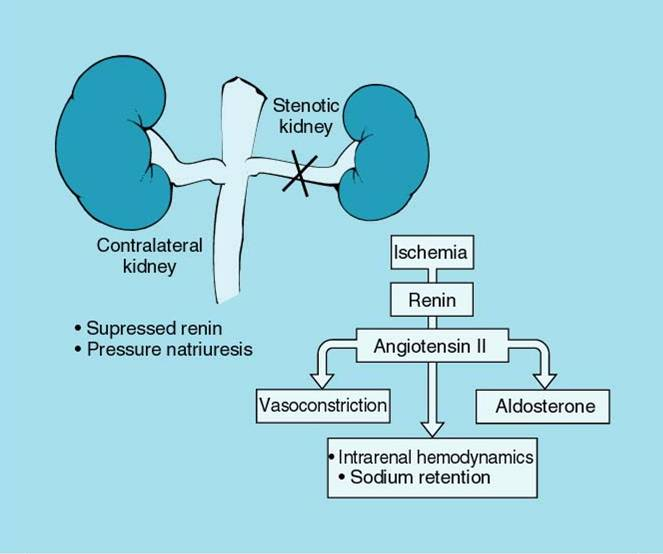 Stenotic
kidney
Contralateral
kidney
• Supressed renin
• Pressure natriuresis
Ischemia
Renin
Angiotensin II
Vasoconstriction
Aldosterone
• Intrarenal hemodynamics
• Sodium retention